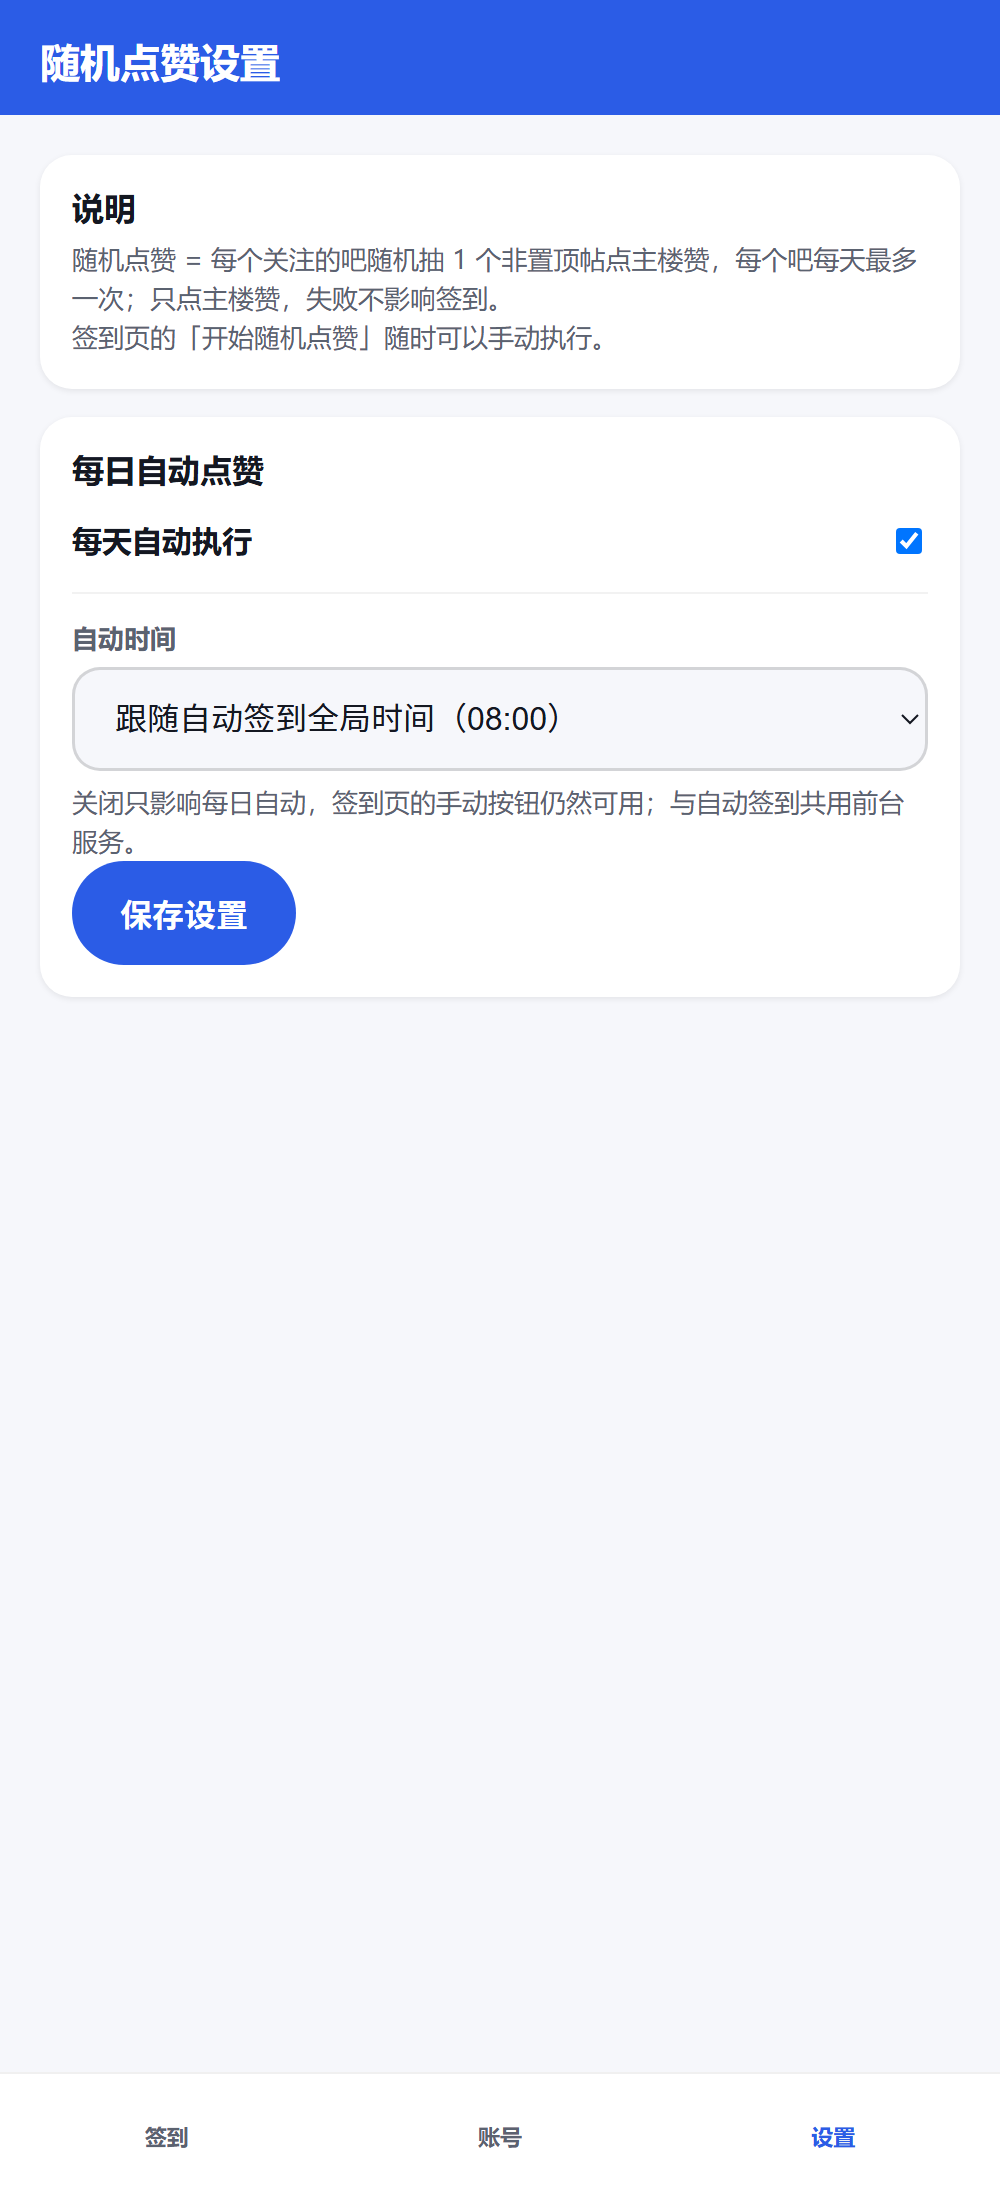 随机点赞设置
说明
随机点赞 = 每个关注的吧随机抽 1 个非置顶帖点主楼赞，每个吧每天最多
一次；只点主楼赞，失败不影响签到。
签到页的「开始随机点赞」随时可以手动执行。
每日自动点赞
每天自动执行
自动时间
跟随自动签到全局时间（08:00）
关闭只影响每日自动，签到页的手动按钮仍然可用；与自动签到共用前台
服务。
保存设置
签到
账号
设置